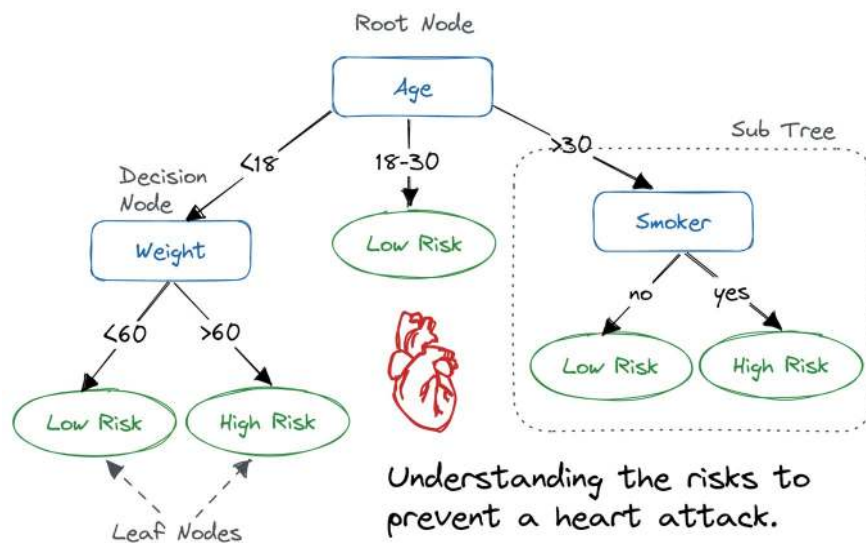 Root Node
Age
Sub Tree
<18
18-30
>30
Decision
Node
Weight
Low Risk
Smoker
<60
>60
no
yes
Low Risk
High Risk
Low Risk
High Risk
Leaf Nodes
Understanding the risks to
prevent a heart attack.